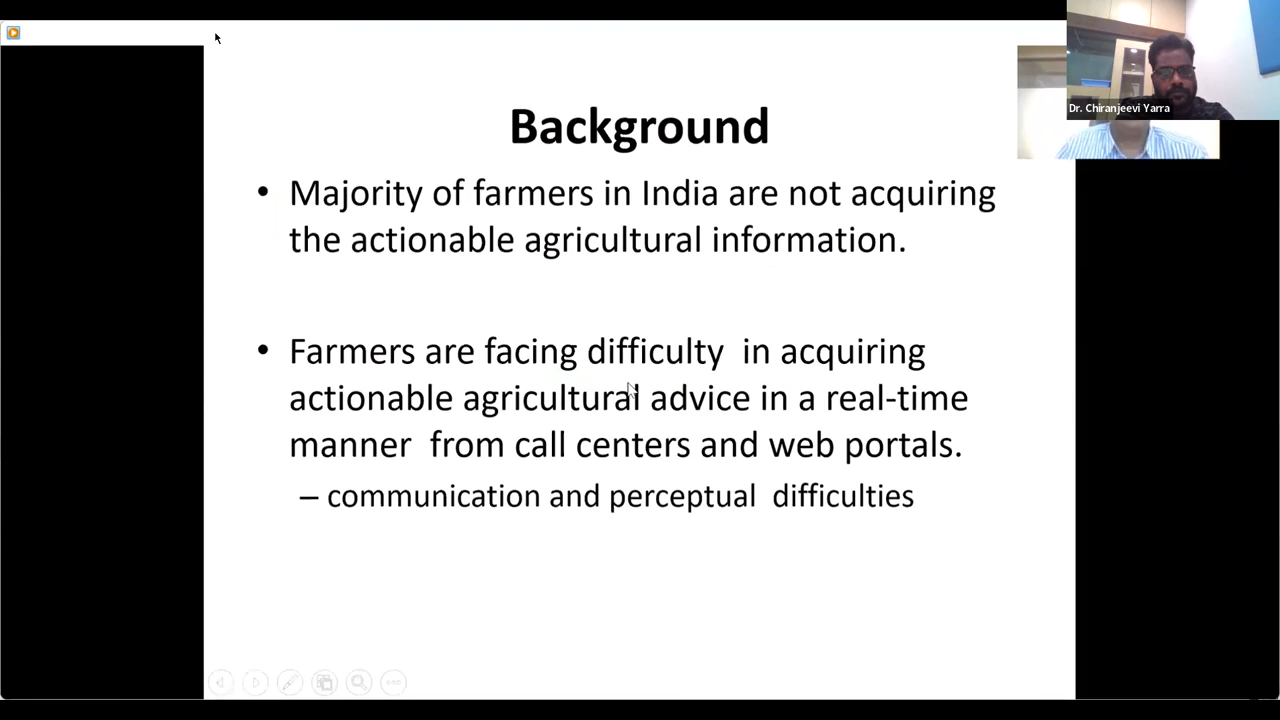 Dr. Chiranjeevi Yarra
Background
• Majority of farmers in India are not acquiring
the actionable agricultural information.
• Farmers are facing difficulty in acquiring
actionable agricultural advice in a real-time
manner from call centers and web portals.
– communication and perceptual difficulties